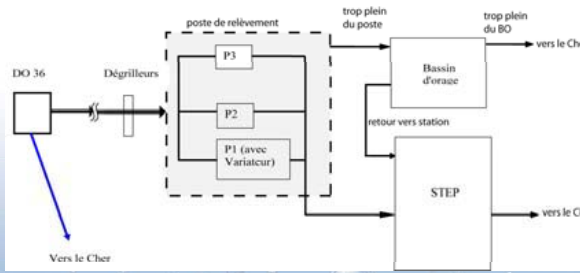 poste de relèvement
trop plein
du poste
trop plein
du BO
vers le Cher
DO 36
Dégrilleurs
P3
P2
P1 (avec
Variateur)
Bassin
d'orage
retour vers station
STEP
vers le C
Vers le Cher